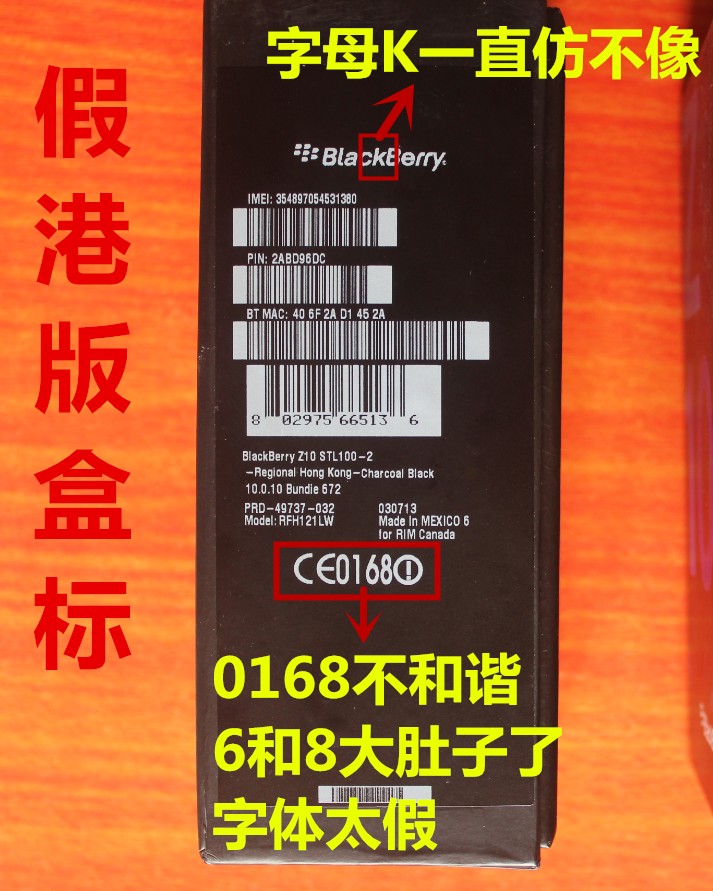 字母K一直仿不像
假港版盒标
BlackBerry
IMEI: 354897054531380
PIN: 2ABD96DC
BT MAC: 40 6F 2A D1 45 2A
8 02975 66513 6
BlackBerry Z10 STL100-2
-Regional Hong Kong-Charcoal Black
10.0.10 Bundie 672
PRD-49737-032 030713
Model: RFH121LW Made In MEXICO 6
for RIM Canada
CE0168
0168不和谐
6和8大肚子了
字体太假